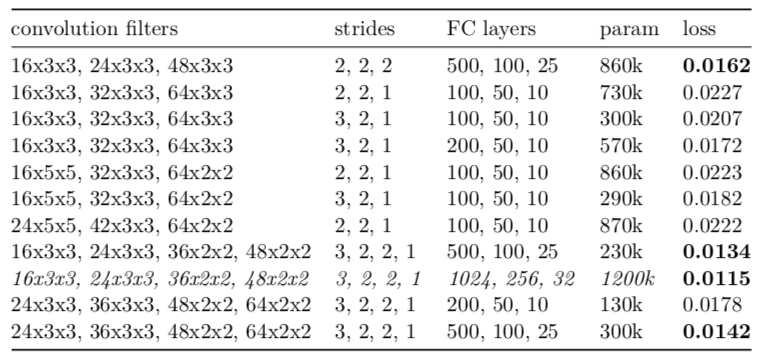 convolution filters strides FC layers param loss
16x3x3, 24x3x3, 48x3x3 2, 2, 2 500, 100, 25 860k 0.0162
16x3x3, 32x3x3, 64x3x3 2, 2, 1 100, 50, 10 730k 0.0227
16x3x3, 32x3x3, 64x3x3 3, 2, 1 100, 50, 10 300k 0.0207
16x3x3, 32x3x3, 64x3x3 3, 2, 1 200, 50, 10 570k 0.0172
16x5x5, 32x3x3, 64x2x2 2, 2, 1 100, 50, 10 860k 0.0223
16x5x5, 32x3x3, 64x2x2 3, 2, 1 100, 50, 10 290k 0.0182
24x5x5, 42x3x3, 64x2x2 2, 2, 1 100, 50, 10 870k 0.0222
16x3x3, 24x3x3, 36x2x2, 48x2x2 3, 2, 2, 1 500, 100, 25 230k 0.0134
16x3x3, 24x3x3, 36x2x2, 48x2x2 3, 2, 2, 1 1024, 256, 32 1200k 0.0115
24x3x3, 36x3x3, 48x2x2, 64x2x2 3, 2, 2, 1 200, 50, 10 130k 0.0178
24x3x3, 36x3x3, 48x2x2, 64x2x2 3, 2, 2, 1 500, 100, 25 300k 0.0142